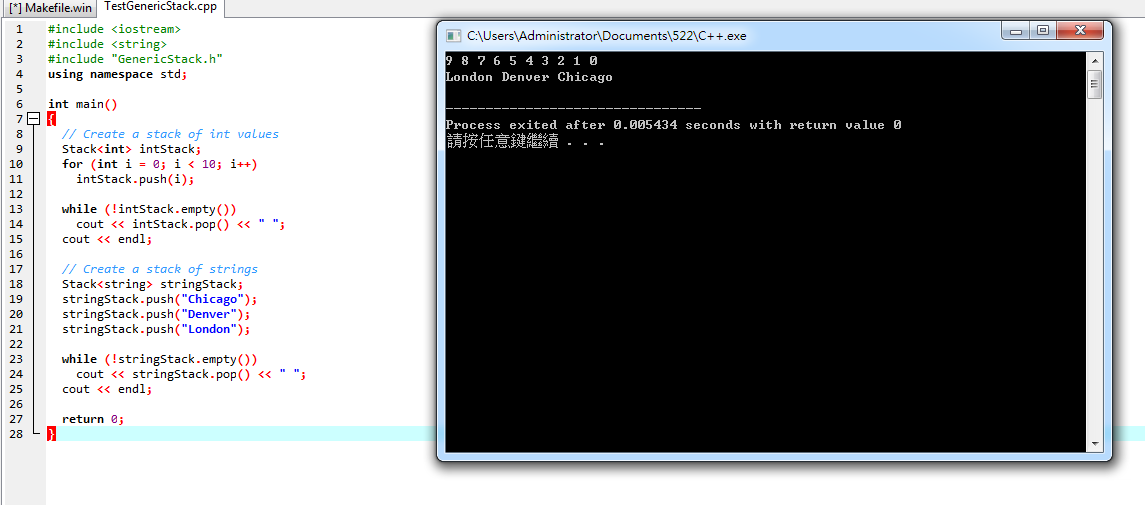 [*] Makefile.win TestGenericStack.cpp
1 #include <iostream>
2 #include <string>
3 #include "GenericStack.h"
4 using namespace std;
5
6 int main()
7 {
8 // Create a stack of int values
9 Stack<int> intStack;
10 for (int i = 0; i < 10; i++)
11 intStack.push(i);
12
13 while (!intStack.empty())
14 cout << intStack.pop() << " ";
15 cout << endl;
16
17 // Create a stack of strings
18 Stack<string> stringStack;
19 stringStack.push("Chicago");
20 stringStack.push("Denver");
21 stringStack.push("London");
22
23 while (!stringStack.empty())
24 cout << stringStack.pop() << " ";
25 cout << endl;
26
27 return 0;
28 }
C:\Users\Administrator\Documents\522\C++.exe
9 8 7 6 5 4 3 2 1 0
London Denver Chicago
--------------------------------
Process exited after 0.005434 seconds with return value 0
請按任意鍵繼續 . . .